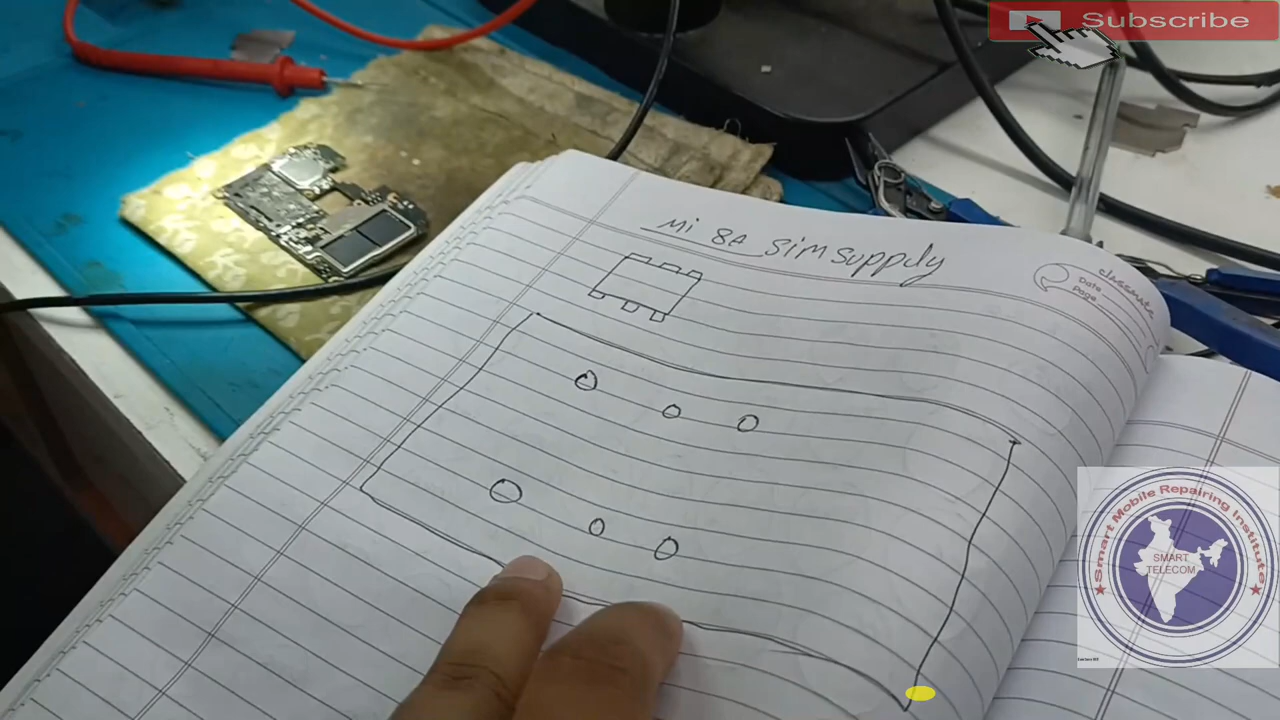 Subscribe
Mi 8A SIM SUPPLY
classmate
Date
Page
Smart Mobile Repairing Institute
SMART
TELECOM